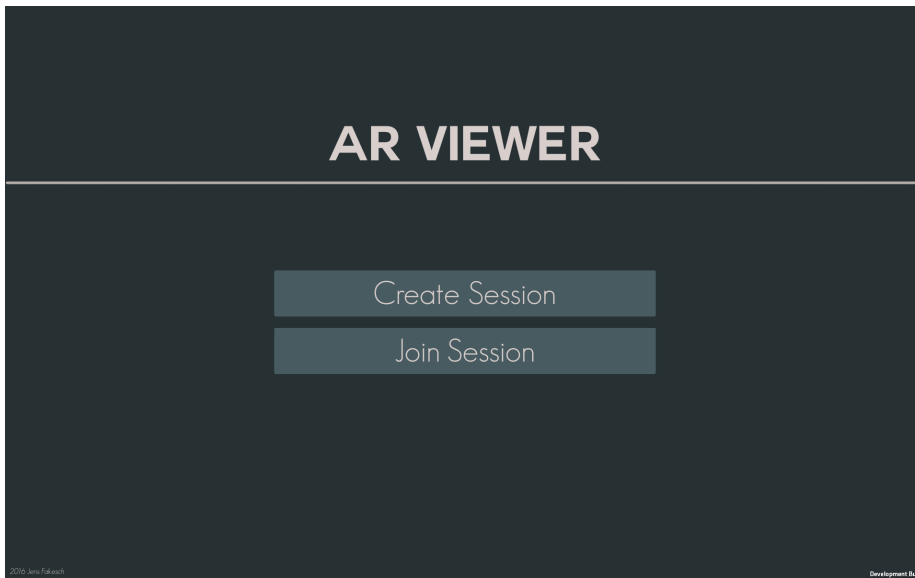 AR VIEWER
Create Session
Join Session
2016 Jens Fakesch
Development Bu